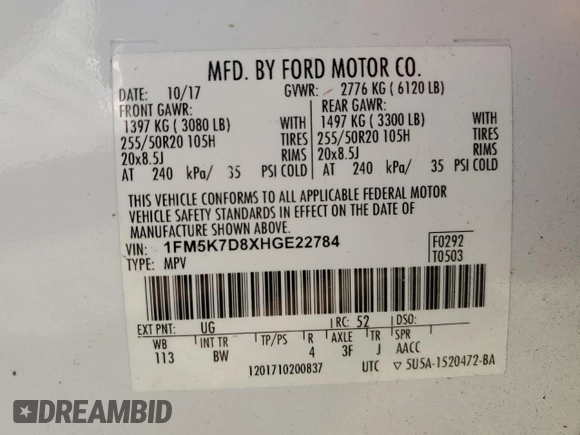 MFD. BY FORD MOTOR CO.
DATE: 10/17 GVWR: 2776 KG ( 6120 LB)
FRONT GAWR: REAR GAWR:
1397 KG ( 3080 LB) WITH 1497 KG ( 3300 LB) WITH
255/50R20 105H TIRES 255/50R20 105H TIRES
20x8.5J RIMS 20x8.5J RIMS
AT 240 kPa/ 35 PSI COLD AT 240 kPa/ 35 PSI COLD
THIS VEHICLE CONFORMS TO ALL APPLICABLE FEDERAL MOTOR
VEHICLE SAFETY STANDARDS IN EFFECT ON THE DATE OF
MANUFACTURE SHOWN ABOVE.
VIN: 1FM5K7D8XHGE22784 F0292
TYPE: MPV T0503
EXT PNT: UG RC: 52 DSO:
WB INT TR TP/PS R AXLE TR SPR
113 BW 4 3F J AACC
1201710200837 UTC ▽ 5U5A-1520472-BA
DREAMBID